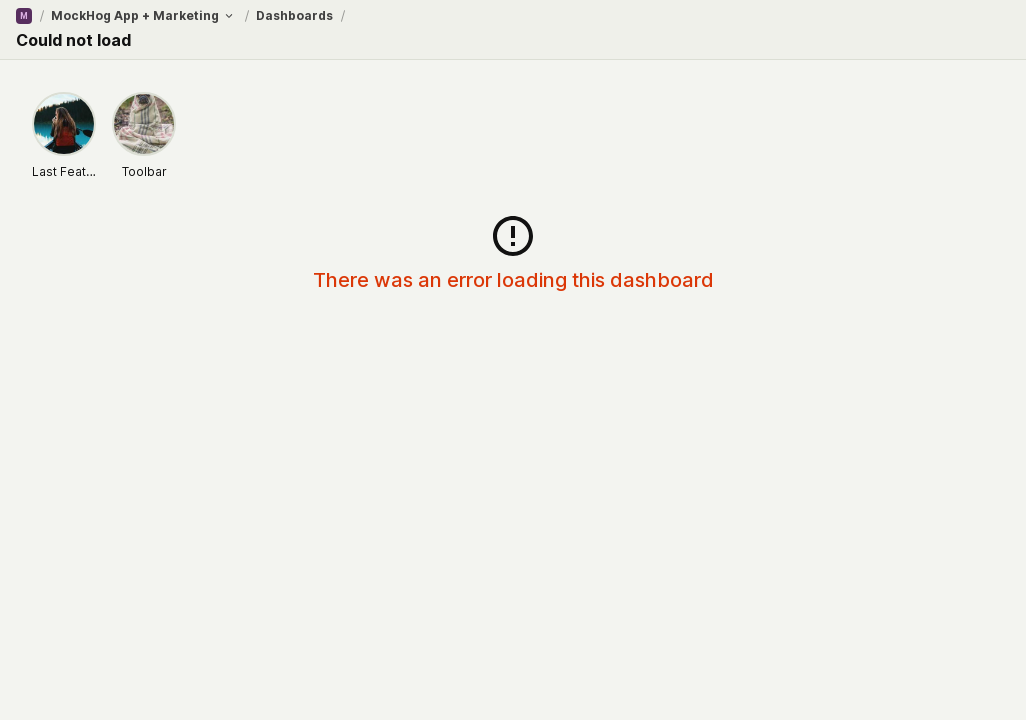 M / MockHog App + Marketing / Dashboards /
Could not load
Last Feat... Toolbar
There was an error loading this dashboard